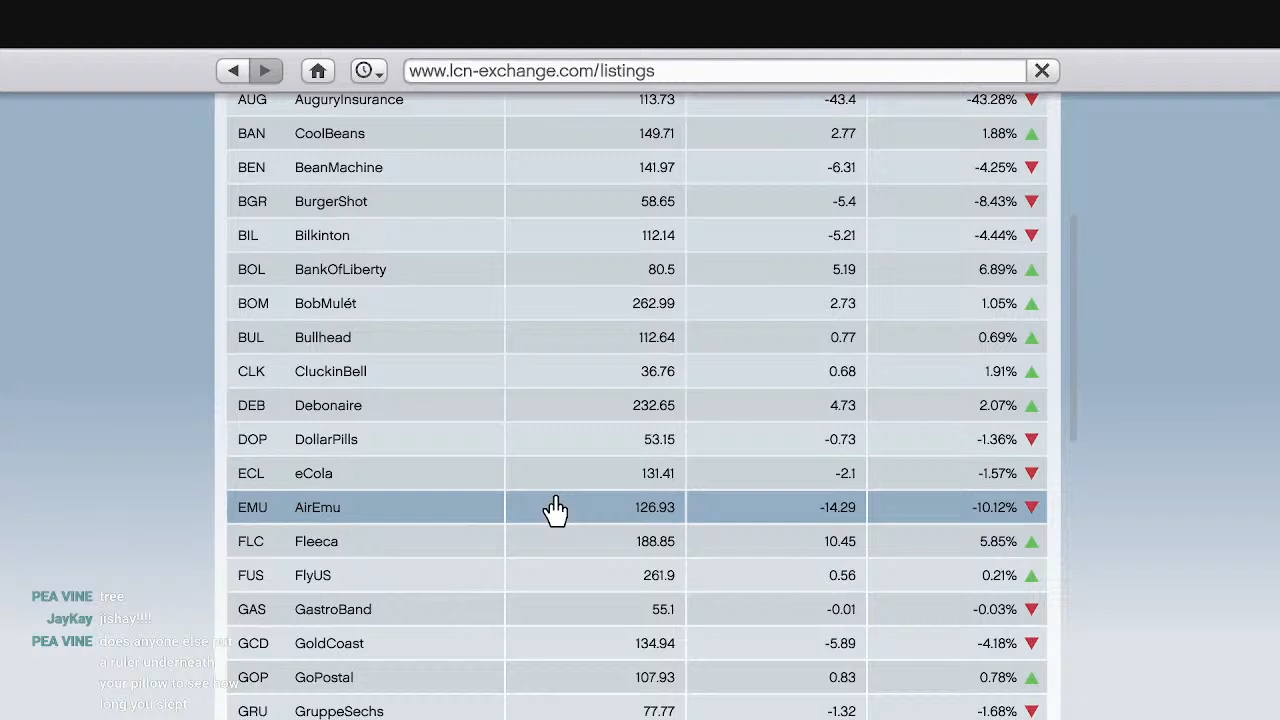 www.lcn-exchange.com/listings
AUG AuguryInsurance 113.73 -43.4 -43.28%
BAN CoolBeans 149.71 2.77 1.88%
BEN BeanMachine 141.97 -6.31 -4.25%
BGR BurgerShot 58.65 -5.4 -8.43%
BIL Bilkinton 112.14 -5.21 -4.44%
BOL BankOfLiberty 80.5 5.19 6.89%
BOM BobMulét 262.99 2.73 1.05%
BUL Bullhead 112.64 0.77 0.69%
CLK CluckinBell 36.76 0.68 1.91%
DEB Debonaire 232.65 4.73 2.07%
DOP DollarPills 53.15 -0.73 -1.36%
ECL eCola 131.41 -2.1 -1.57%
EMU AirEmu 126.93 -14.29 -10.12%
FLC Fleeca 188.85 10.45 5.85%
FUS FlyUS 261.9 0.56 0.21%
GAS GastroBand 55.1 -0.01 -0.03%
GCD GoldCoast 134.94 -5.89 -4.18%
GOP GoPostal 107.93 0.83 0.78%
GRU GruppeSechs 77.77 -1.32 -1.68%
PEA VINE tree
JayKay jishay!!!!
PEA VINE does anyone else put
a ruler underneath
your pillow to see how
long you slept